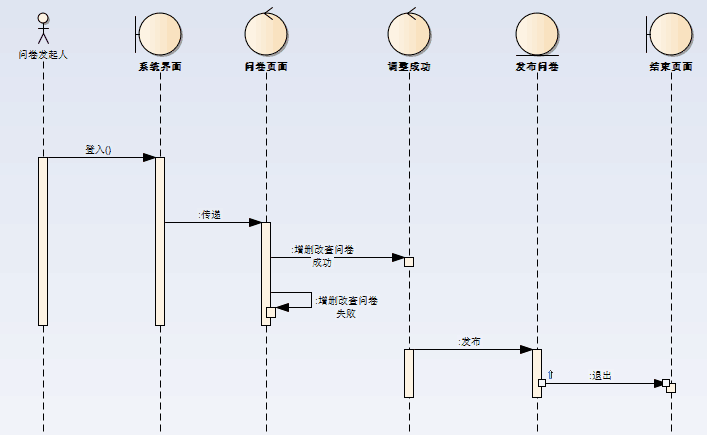 问卷发起人
系统界面
问卷页面
调整成功
发布问卷
结束页面
登入()
:传递
:增删改查问卷
成功
:增删改查问卷
失败
:发布
:退出